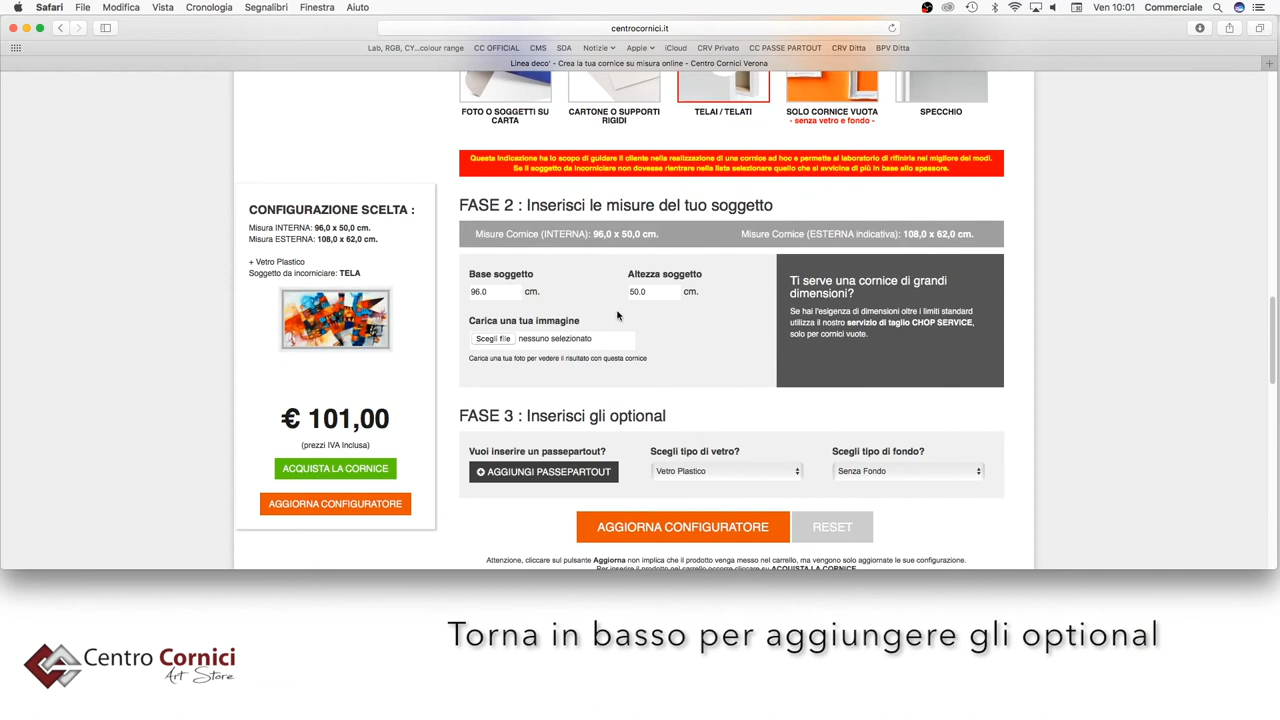 Safari File Modifica Vista Cronologia Segnalibri Finestra Aiuto Ven 10:01 Commerciale
centrocornici.it
Lab, RGB, CY...colour range CC OFFICIAL CMS SDA Notizie Apple iCloud CRV Privato CC PASSE PARTOUT CRV Ditta BPV Ditta
Linea deco' - Crea la tua cornice su misura online - Centro Cornici Verona
FOTO O SOGGETTI SU CARTA
CARTONE O SUPPORTI RIGIDI
TELAI / TELATI
SOLO CORNICE VUOTA
- senza vetro e fondo -
SPECCHIO
Questa indicazione ha lo scopo di guidare il cliente nella realizzazione di una cornice ad hoc e permette al laboratorio di rifinirla nel migliore dei modi.
Se il soggetto da incorniciare non dovesse rientrare nella lista selezionare quello che si avvicina di più in base allo spessore.
CONFIGURAZIONE SCELTA :
Misura INTERNA: 96,0 x 50,0 cm.
Misura ESTERNA: 108,0 x 62,0 cm.
+ Vetro Plastico
Soggetto da incorniciare: TELA
€ 101,00
(prezzi IVA Inclusa)
ACQUISTA LA CORNICE
AGGIORNA CONFIGURATORE
FASE 2 : Inserisci le misure del tuo soggetto
Misure Cornice (INTERNA): 96,0 x 50,0 cm. Misure Cornice (ESTERNA indicativa): 108,0 x 62,0 cm.
Base soggetto Altezza soggetto
96.0 cm. 50.0 cm.
Carica una tua immagine
Scegli file nessuno selezionato
Carica una tua foto per vedere il risultato con questa cornice
Ti serve una cornice di grandi
dimensioni?
Se hai l'esigenza di dimensioni oltre i limiti standard
utilizza il nostro servizio di taglio CHOP SERVICE,
solo per cornici vuote.
FASE 3 : Inserisci gli optional
Vuoi inserire un passepartout? Scegli tipo di vetro? Scegli tipo di fondo?
AGGIUNGI PASSEPARTOUT Vetro Plastico Senza Fondo
AGGIORNA CONFIGURATORE RESET
Attenzione, cliccare sul pulsante Aggiorna non implica che il prodotto venga messo nel carrello, ma vengono solo aggiornate le sue configurazione.
Per inserire il prodotto nel carrello occorre cliccare su ACQUISTA LA CORNICE
Torna in basso per aggiungere gli optional
Centro Cornici
Art Store